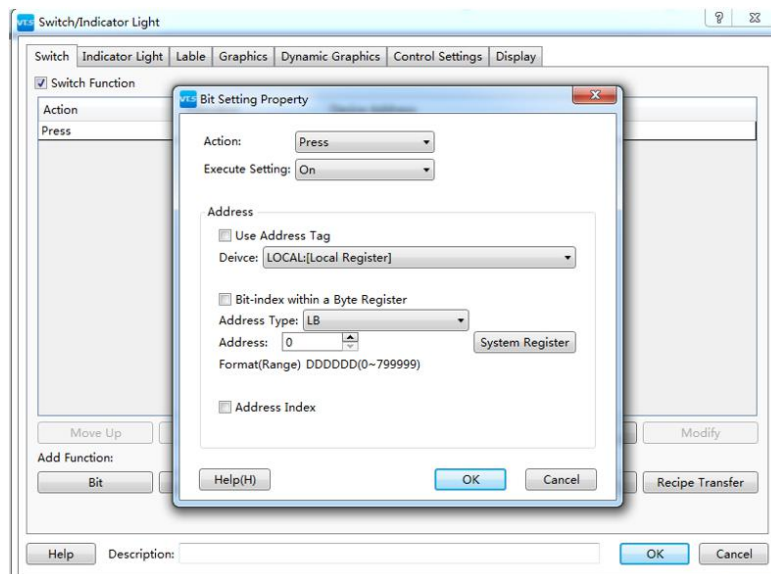 VT.S Switch/Indicator Light
Switch Indicator Light Lable Graphics Dynamic Graphics Control Settings Display
Switch Function
Action
Press
VT.S Bit Setting Property
Action: Press
Execute Setting: On
Address
Use Address Tag
Deivce: LOCAL:[Local Register]
Bit-index within a Byte Register
Address Type: LB
Address: 0 System Register
Format(Range) DDDDDD(0~799999)
Address Index
Move Up Modify
Add Function:
Bit Help(H) OK Cancel Recipe Transfer
Help Description: OK Cancel